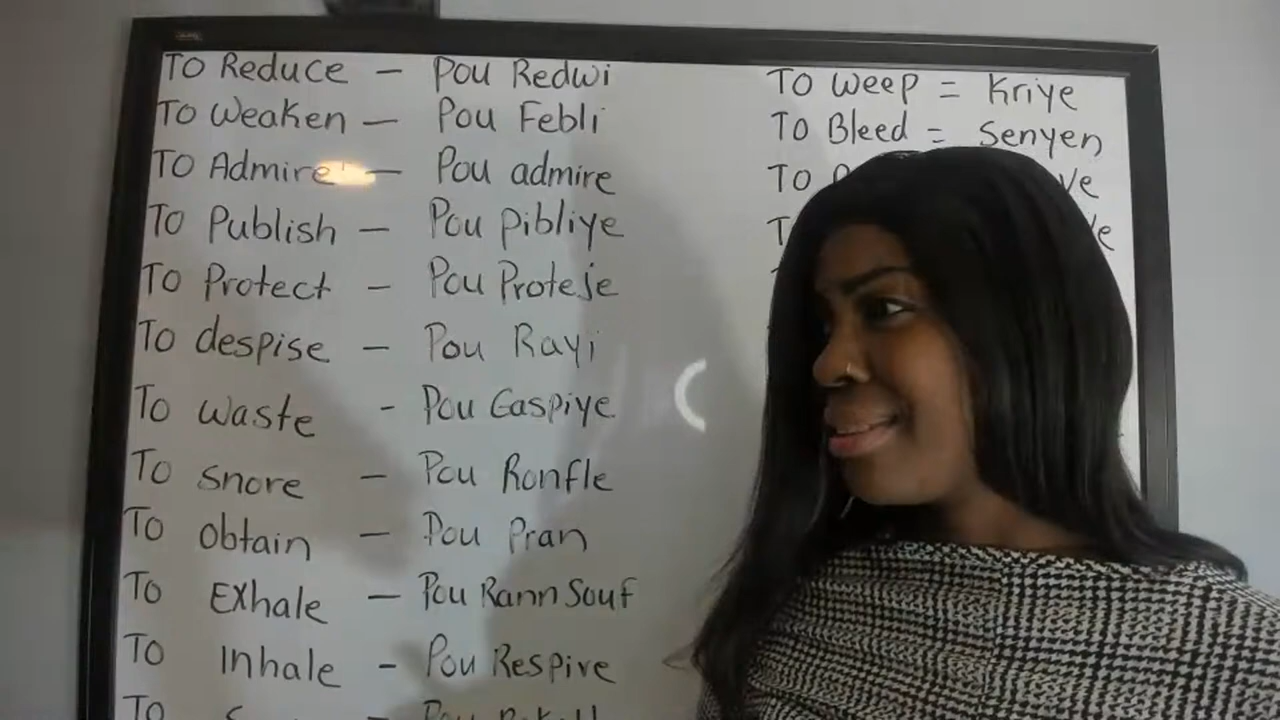 To Reduce — Pou Redwi
To Weaken — Pou Febli
To Admire — Pou admire
To Publish — Pou Pibliye
To Protect — Pou Proteje
To despise — Pou Rayi
To waste - Pou Gaspiye
To snore — Pou Ronfle
To obtain — Pou Pran
To Exhale — Pou Rann Souf
To Inhale - Pou Respire
To
To weep = Kriye
To Bleed = Senyen
To